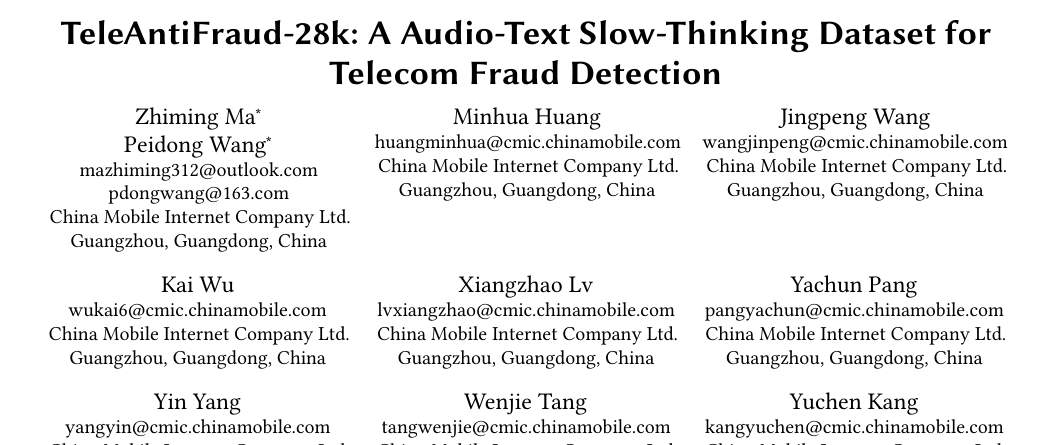 TeleAntiFraud-28k: A Audio-Text Slow-Thinking Dataset for
Telecom Fraud Detection
Zhiming Ma*
Peidong Wang*
mazhiming312@outlook.com
pdongwang@163.com
China Mobile Internet Company Ltd.
Guangzhou, Guangdong, China
Minhua Huang
huangminhua@cmic.chinamobile.com
China Mobile Internet Company Ltd.
Guangzhou, Guangdong, China
Jingpeng Wang
wangjinpeng@cmic.chinamobile.com
China Mobile Internet Company Ltd.
Guangzhou, Guangdong, China
Kai Wu
wukai6@cmic.chinamobile.com
China Mobile Internet Company Ltd.
Guangzhou, Guangdong, China
Xiangzhao Lv
lvxiangzhao@cmic.chinamobile.com
China Mobile Internet Company Ltd.
Guangzhou, Guangdong, China
Yachun Pang
pangyachun@cmic.chinamobile.com
China Mobile Internet Company Ltd.
Guangzhou, Guangdong, China
Yin Yang
yangyin@cmic.chinamobile.com
Wenjie Tang
tangwenjie@cmic.chinamobile.com
Yuchen Kang
kangyuchen@cmic.chinamobile.com